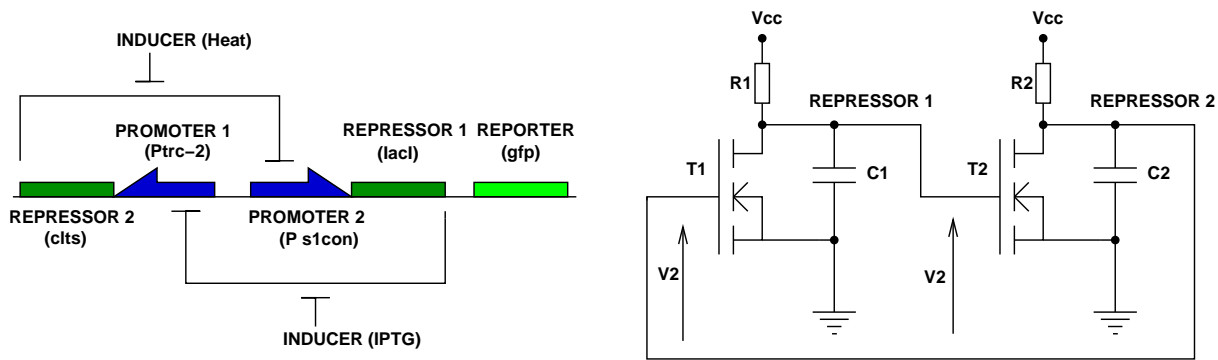 INDUCER (Heat)
PROMOTER 1
(Ptrc−2)
REPRESSOR 1
(lacI)
REPORTER
(gfp)
REPRESSOR 2
(cIts)
PROMOTER 2
(P s1con)
INDUCER (IPTG)
Vcc
Vcc
R1
R2
REPRESSOR 1
REPRESSOR 2
T1
C1
T2
C2
V2
V2